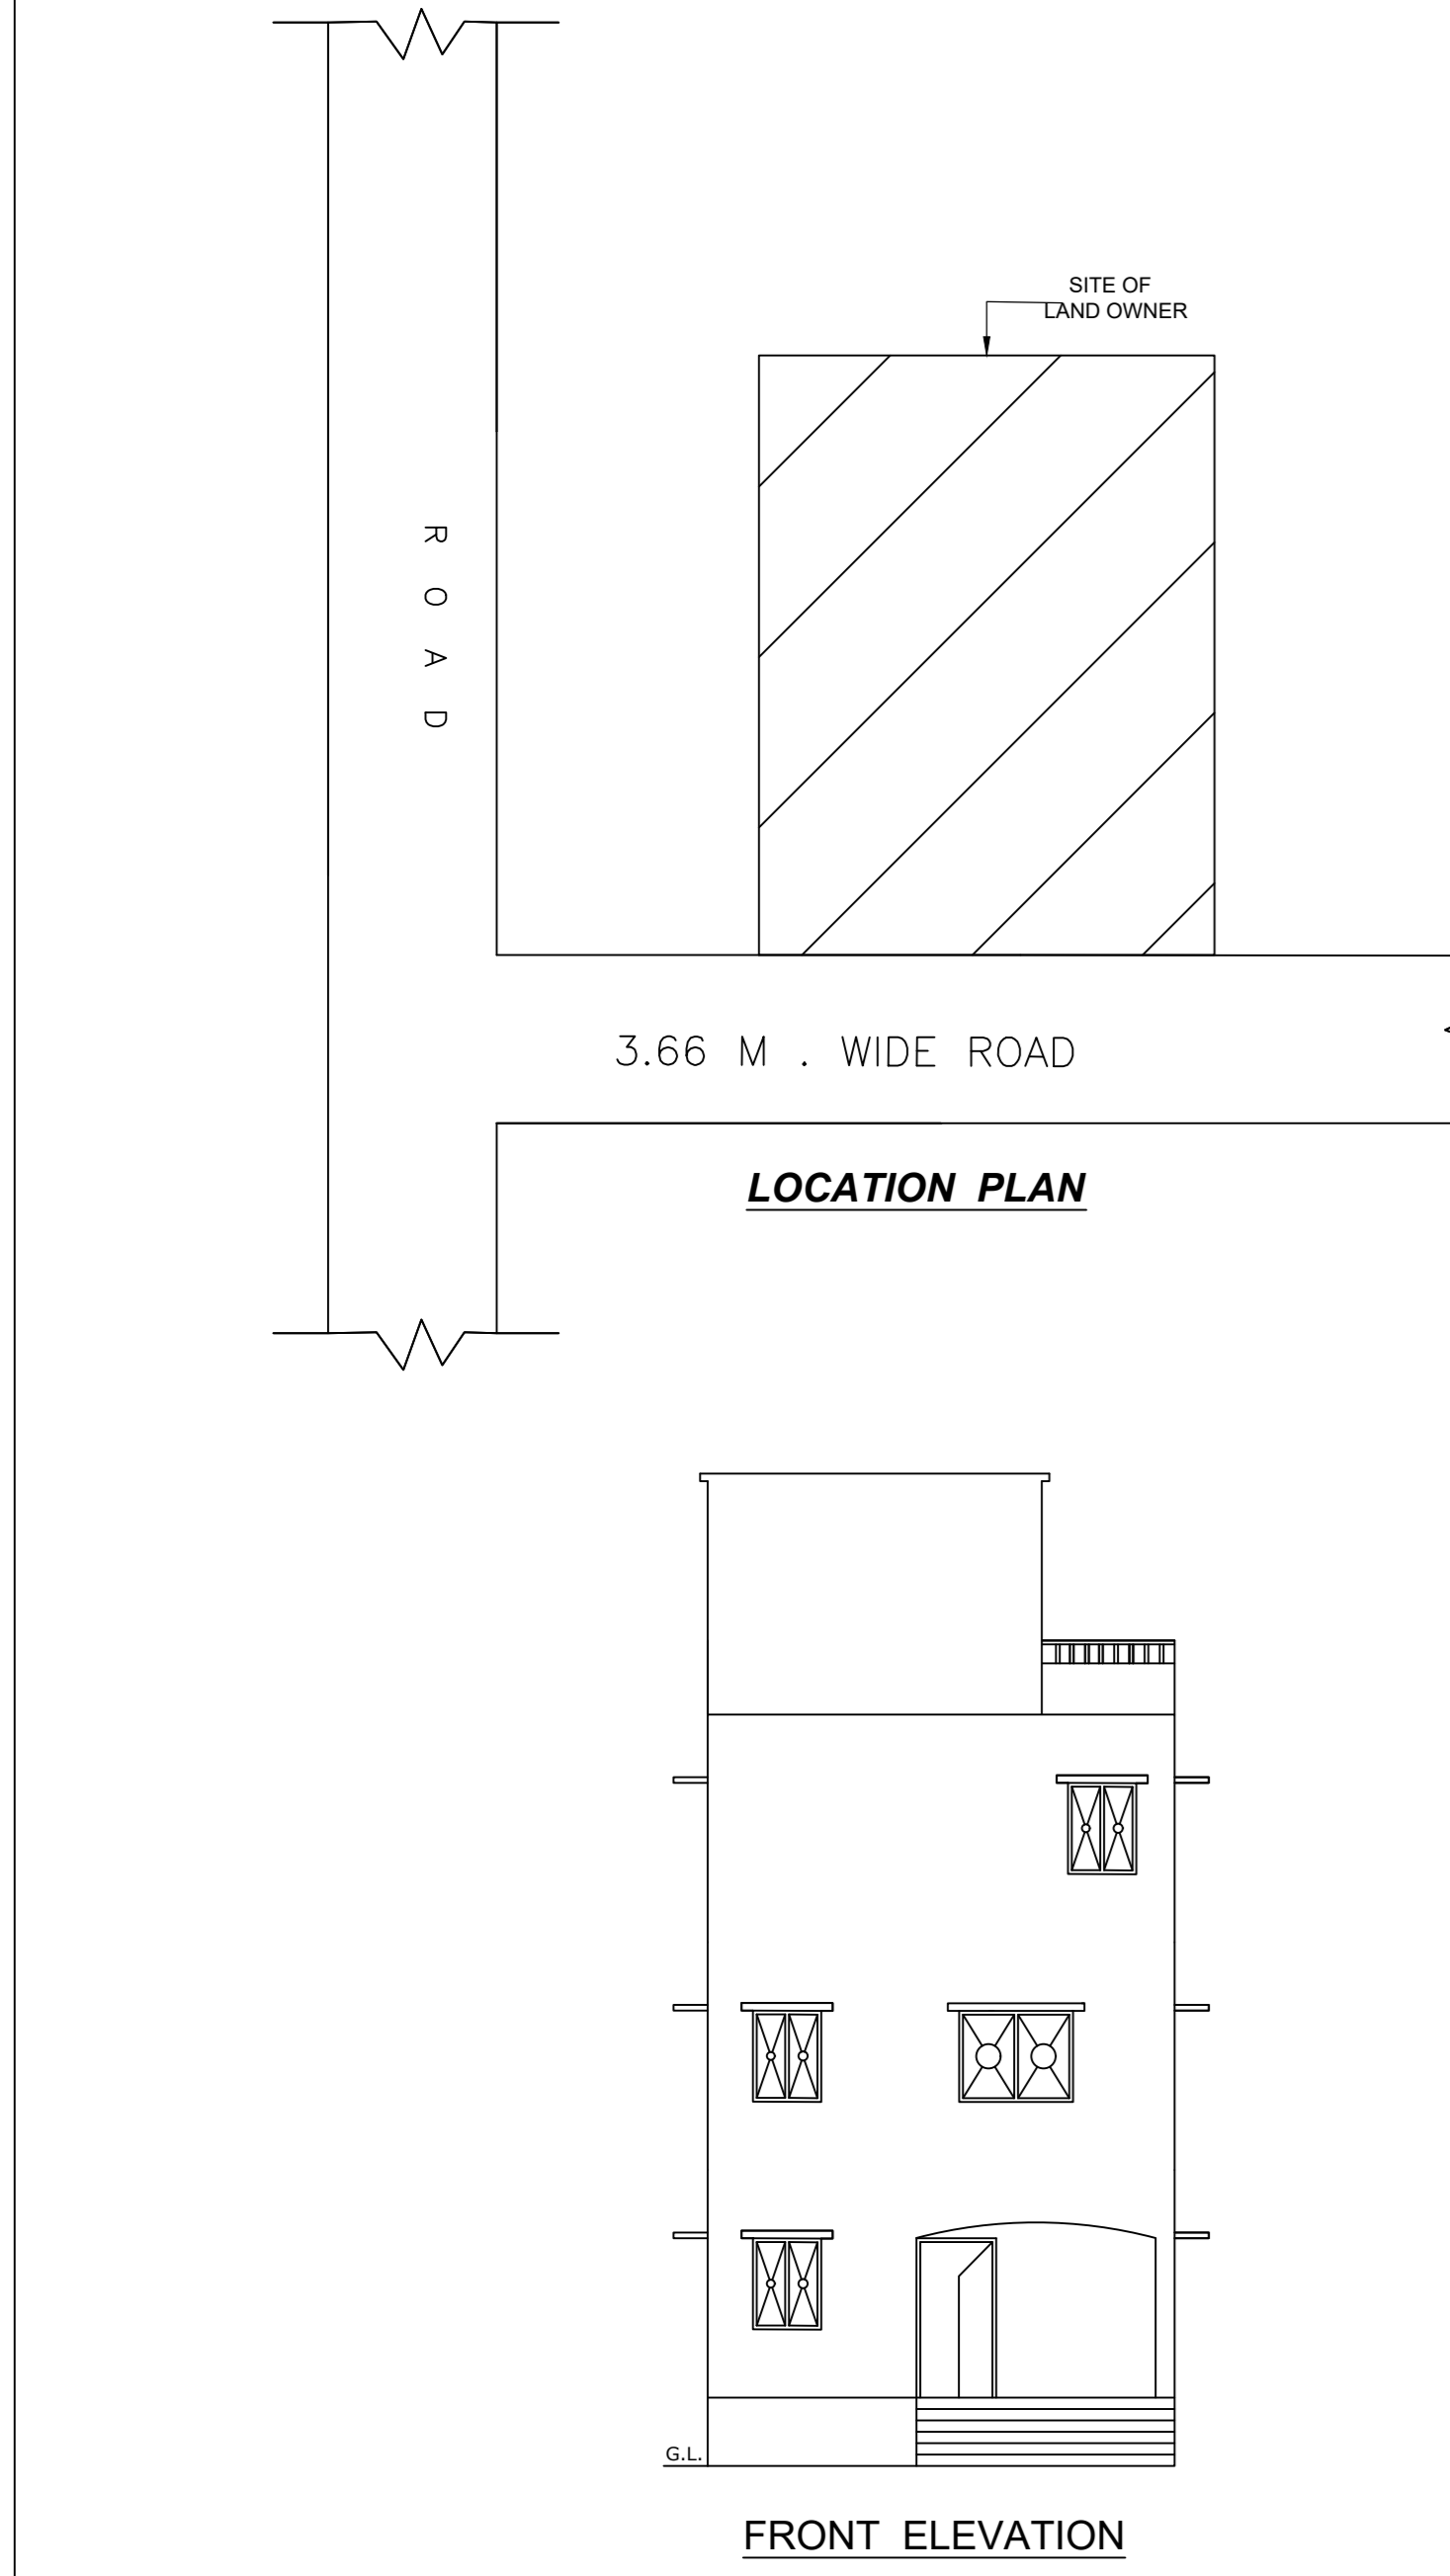 SITE OF
LAND OWNER
R O A D
3.66 M . WIDE ROAD
LOCATION PLAN
G.L.
FRONT ELEVATION